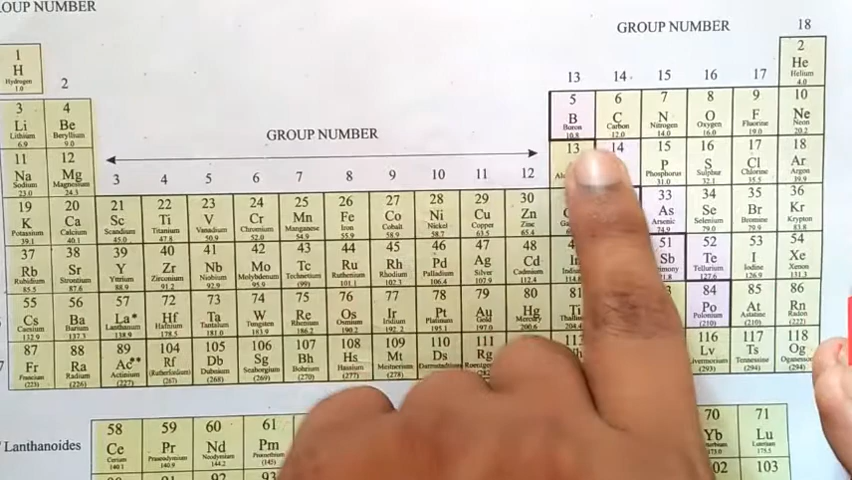 OUP NUMBER
GROUP NUMBER 18
1 2
H 2 13 14 15 16 17 He
Hydrogen Helium
1.0 4.0
3 4 5 6 7 8 9 10
Li Be B C N O F Ne
Lithium Beryllium Boron Carbon Nitrogen Oxygen Fluorine Neon
6.9 9.0 GROUP NUMBER 10.8 12.0 14.0 16.0 19.0 20.2
11 12 13 14 15 16 17 18
Na Mg 3 4 5 6 7 8 9 10 11 12 P S Cl Ar
Sodium Magnesium Phosphorus Sulphur Chlorine Argon
23.0 24.3 31.0 32.1 35.5 39.9
19 20 21 22 23 24 25 26 27 28 29 30 33 34 35 36
K Ca Sc Ti V Cr Mn Fe Co Ni Cu Zn As Se Br Kr
Potassium Calcium Scandium Titanium Vanadium Chromium Manganese Iron Cobalt Nickel Copper Zinc Arsenic Selenium Bromine Krypton
39.1 40.1 45.0 47.8 50.9 52.0 54.9 55.9 58.9 58.7 63.5 65.4 74.9 79.0 79.9 83.8
37 38 39 40 41 42 43 44 45 46 47 48 51 52 53 54
Rb Sr Y Zr Nb Mo Tc Ru Rh Pd Ag Cd In Sb Te I Xe
Rubidium Strontium Yttrium Zirconium Niobium Molybdenum Technetium Ruthenium Rhodium Palladium Silver Cadmium Tellurium Iodine Xenon
85.5 87.6 88.9 91.2 92.9 95.9 (99) 101.1 102.3 106.4 107.9 112.4 127.6 126.9 131.3
55 56 57 72 73 74 75 76 77 78 79 80 81 84 85 86
Cs Ba La* Hf Ta W Re Os Ir Pt Au Hg Po At Rn
Cesium Barium Lanthanum Hafnium Tantalum Tungsten Rhenium Osmium Iridium Platinum Gold Mercury Polonium Astatine Radon
132.9 137.3 138.9 178.5 181.0 183.9 186.2 190.2 192.2 195.1 197.0 200.6 204.4 (210) (210) (222)
87 88 89 104 105 106 107 108 109 110 111 116 117 118
Fr Ra Ac** Rf Db Sg Bh Hs Mt Ds Rg Lv Ts Og
Francium Radium Actinium (Rutherfordium) Dubnium Seaborgium Bohrium Hassium Meitnerium Tennessine Oganesson
(223) (226) (227) (267) (268) (269) (270) (277) (278) (294) (294)
58 59 60 61 70 71
Lanthanoides Ce Pr Nd Pm Yb Lu
Cerium Praseodymium Neodymium Promethium
140.1 140.9 144.2 (145) 173.0 175.5
93 02 103